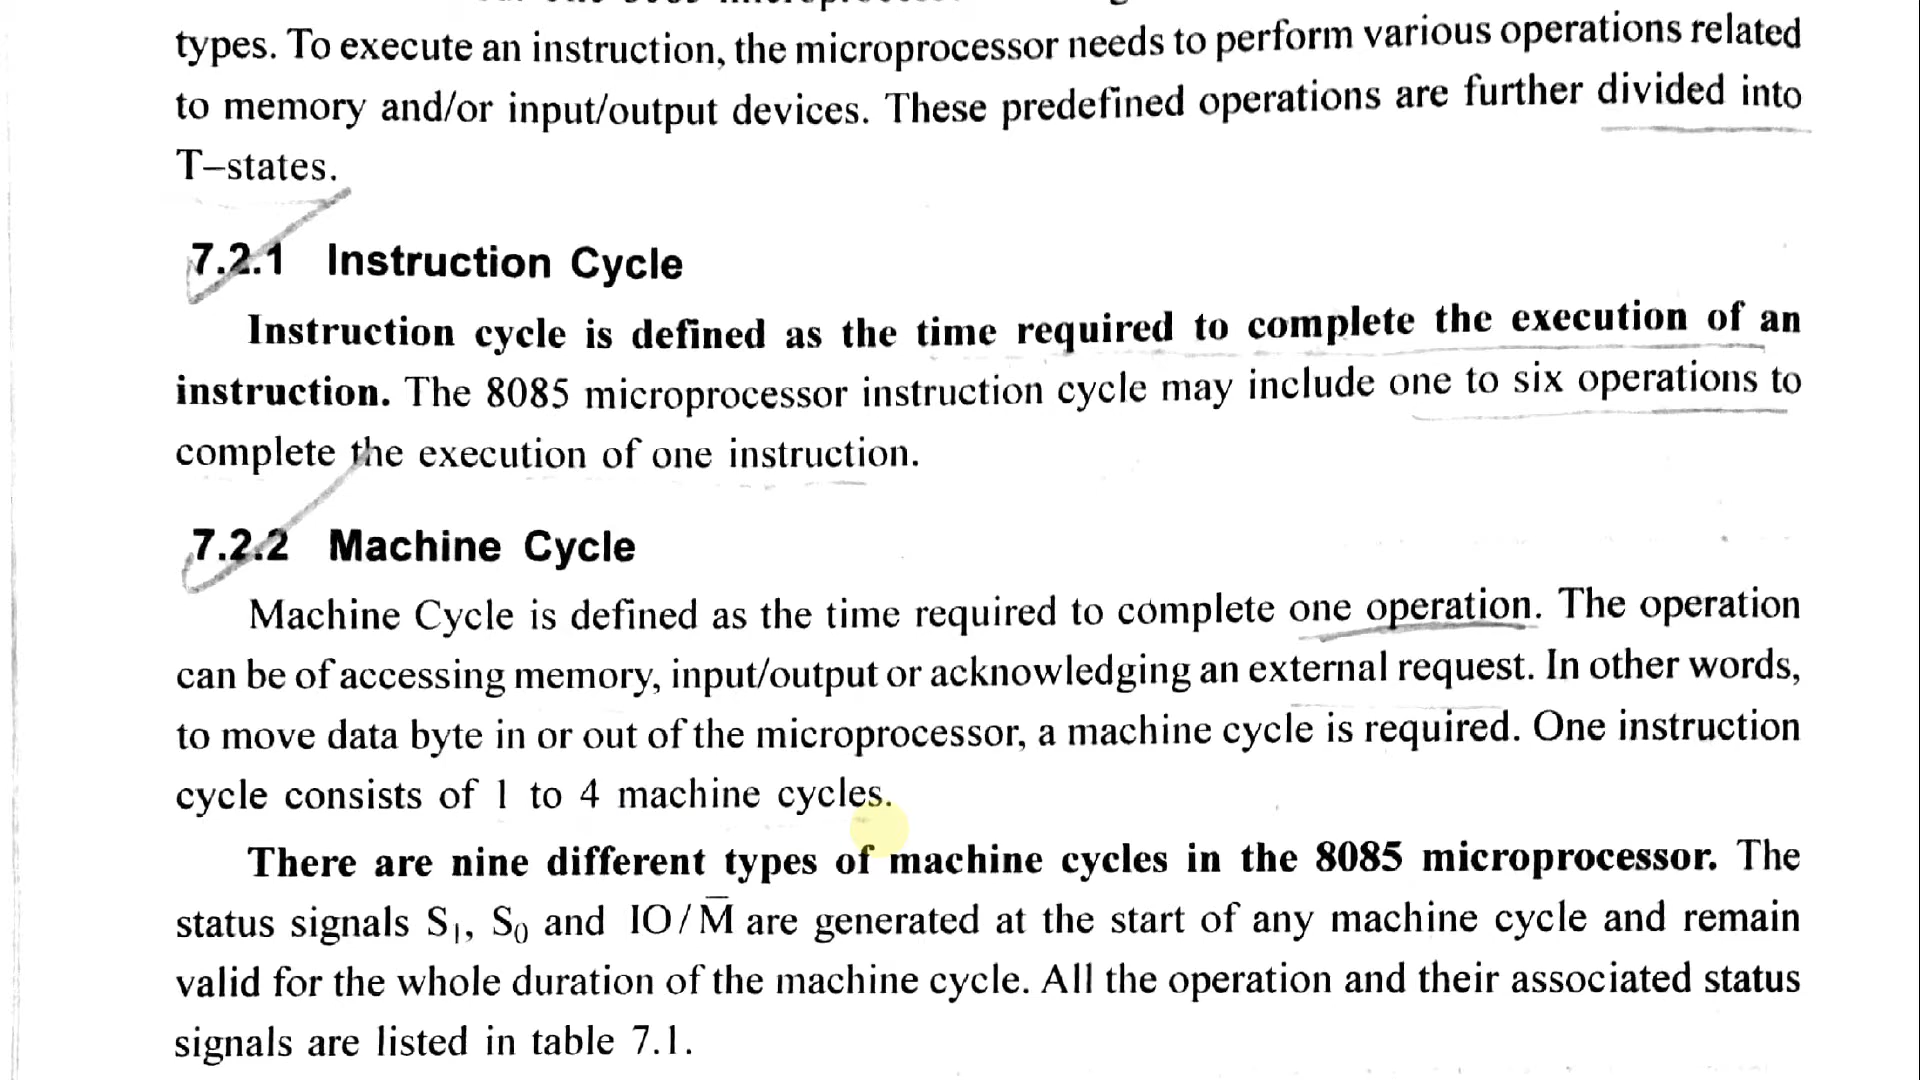 types. To execute an instruction, the microprocessor needs to perform various operations related
to memory and/or input/output devices. These predefined operations are further divided into
T–states.
7.2.1 Instruction Cycle
Instruction cycle is defined as the time required to complete the execution of an
instruction. The 8085 microprocessor instruction cycle may include one to six operations to
complete the execution of one instruction.
7.2.2 Machine Cycle
Machine Cycle is defined as the time required to complete one operation. The operation
can be of accessing memory, input/output or acknowledging an external request. In other words,
to move data byte in or out of the microprocessor, a machine cycle is required. One instruction
cycle consists of 1 to 4 machine cycles.
There are nine different types of machine cycles in the 8085 microprocessor. The
status signals S₁, S₀ and IO/M̅ are generated at the start of any machine cycle and remain
valid for the whole duration of the machine cycle. All the operation and their associated status
signals are listed in table 7.1.